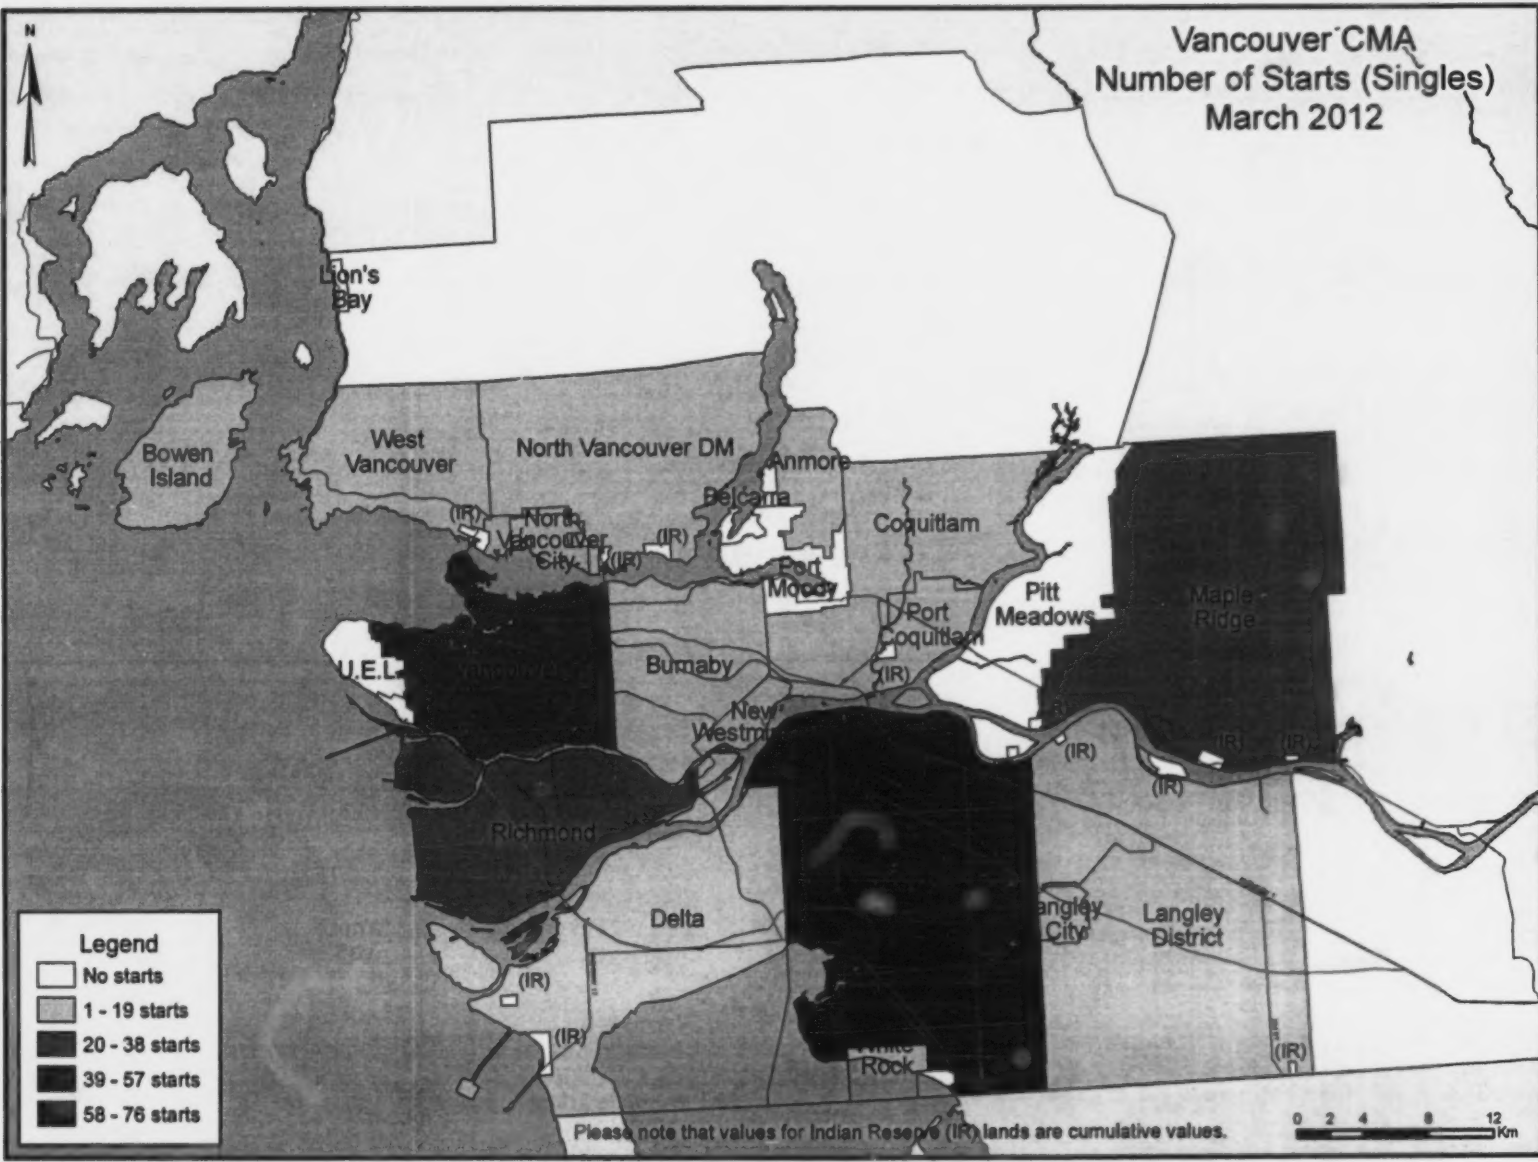 N
Vancouver CMA
Number of Starts (Singles)
March 2012
Lion's
Bay
Bowen
Island
West
Vancouver
North Vancouver DM
Anmore
Belcarra
Coquitlam
(IR)
North
Vancouver
City
(IR)
(IR)
Port
Moody
Pitt
Meadows
Maple
Ridge
Port
Coquitlam
(IR)
U.E.L.
Burnaby
New
(IR)
(IR)
(IR)
(IR)
Richmond
Delta
Langley
District
City
(IR)
(IR)
(IR)
White
Rock
Legend
No starts
1 - 19 starts
20 - 38 starts
39 - 57 starts
58 - 76 starts
Please note that values for Indian Reserve (IR) lands are cumulative values.
0 2 4 8 12
Km